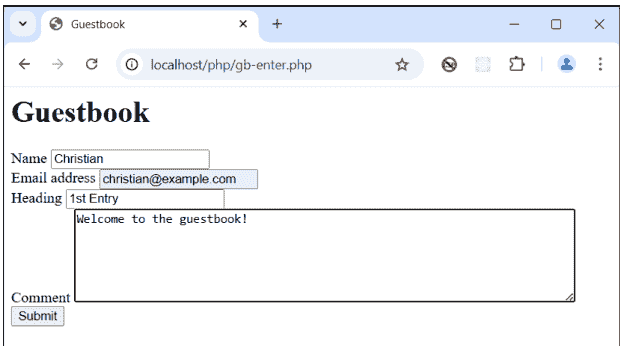 Guestbook
localhost/php/gb-enter.php
Guestbook
Name Christian
Email address christian@example.com
Heading 1st Entry
Welcome to the guestbook!
Comment
Submit